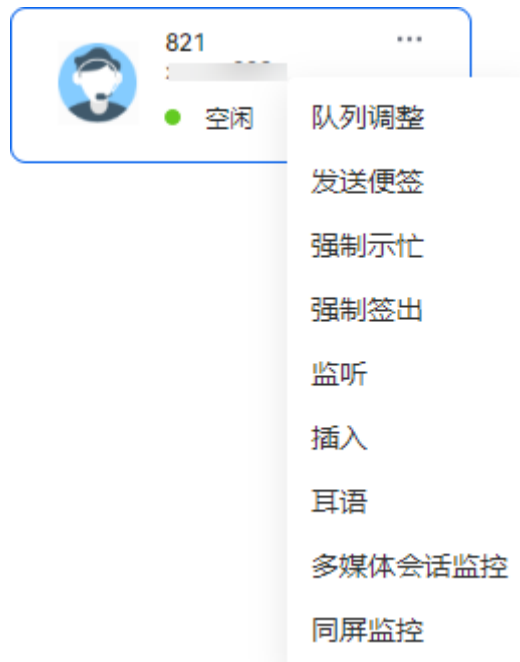 821
空闲
队列调整
发送便签
强制示忙
强制签出
监听
插入
耳语
多媒体会话监控
同屏监控